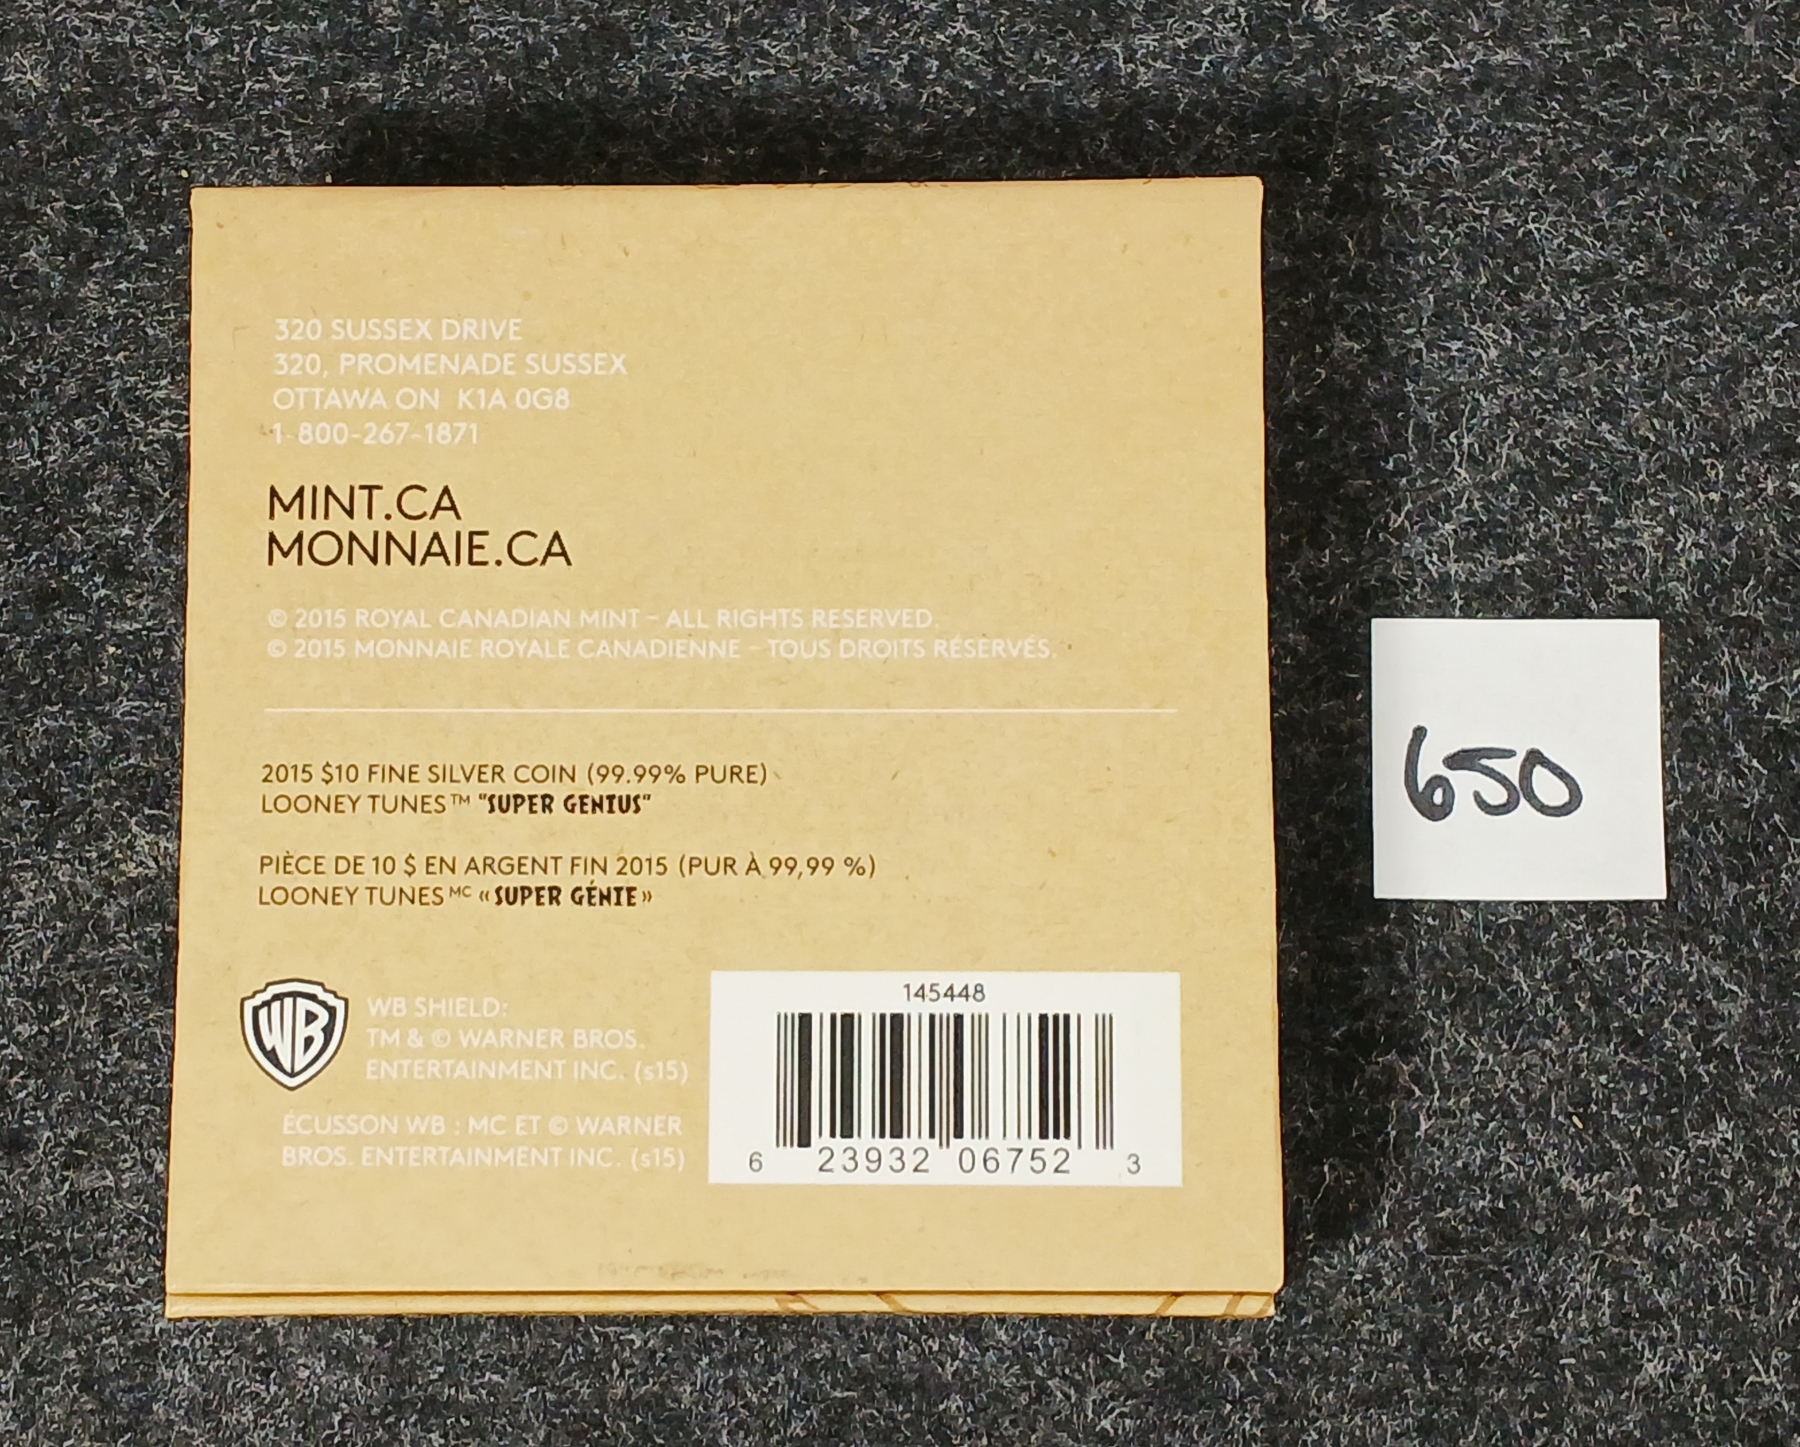 320 SUSSEX DRIVE
320, PROMENADE SUSSEX
OTTAWA ON  K1A 0G8
1-800-267-1871
MINT.CA
MONNAIE.CA
© 2015 ROYAL CANADIAN MINT – ALL RIGHTS RESERVED.
© 2015 MONNAIE ROYALE CANADIENNE – TOUS DROITS RÉSERVÉS.
650
2015 $10 FINE SILVER COIN (99.99% PURE)
LOONEY TUNES™ "SUPER GENIUS"
PIÈCE DE 10 $ EN ARGENT FIN 2015 (PUR À 99,99 %)
LOONEY TUNES MC « SUPER GÉNIE »
WB
WB SHIELD:
TM & © WARNER BROS.
ENTERTAINMENT INC. (s15)
ÉCUSSON WB : MC ET © WARNER
BROS. ENTERTAINMENT INC. (s15)
145448
6 23932 06752 3